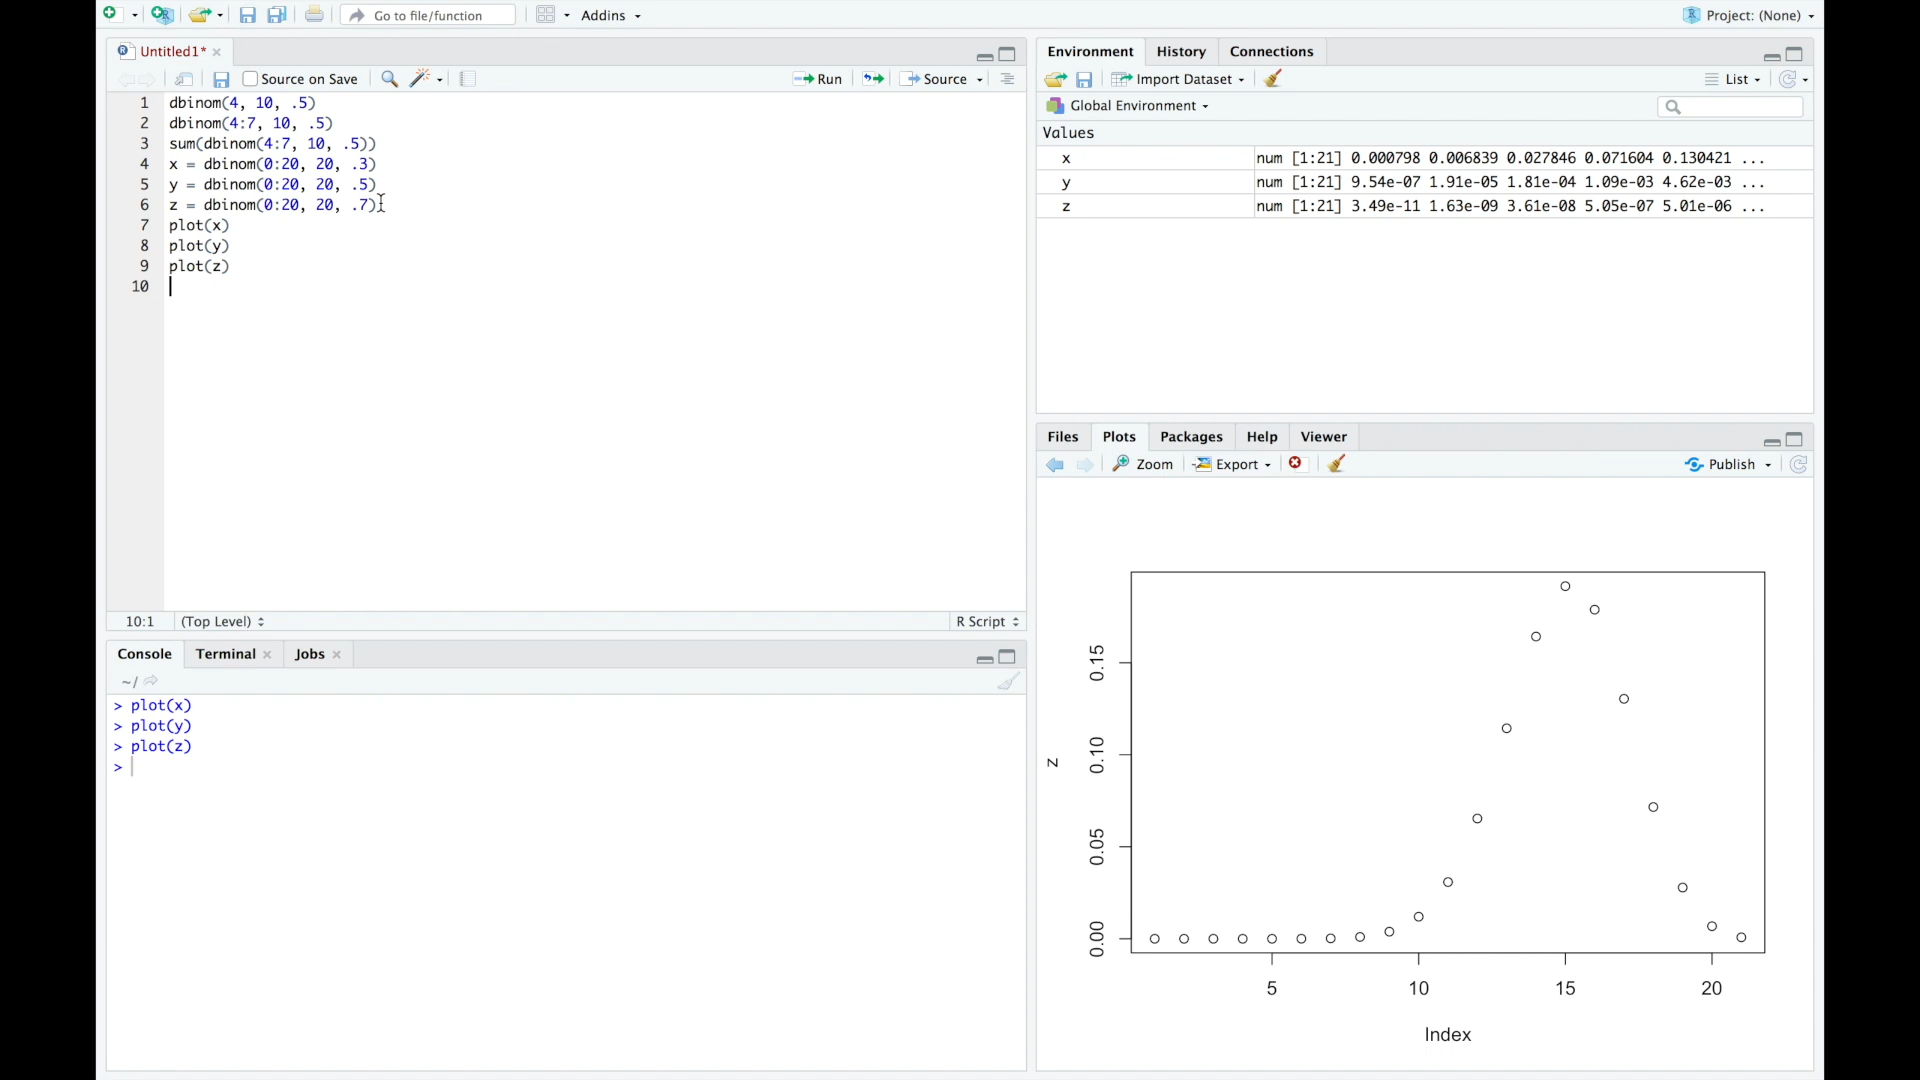 Go to file/function
Addins
Project: (None)
Untitled1*
Source on Save
Run
Source
1 dbinom(4, 10, .5)
2 dbinom(4:7, 10, .5)
3 sum(dbinom(4:7, 10, .5))
4 x = dbinom(0:20, 20, .3)
5 y = dbinom(0:20, 20, .5)
6 z = dbinom(0:20, 20, .7)
7 plot(x)
8 plot(y)
9 plot(z)
10
10:1 (Top Level) R Script
Console Terminal Jobs
~/
> plot(x)
> plot(y)
> plot(z)
>
Environment History Connections
Import Dataset List
Global Environment
Values
x num [1:21] 0.000798 0.006839 0.027846 0.071604 0.130421 ...
y num [1:21] 9.54e-07 1.91e-05 1.81e-04 1.09e-03 4.62e-03 ...
z num [1:21] 3.49e-11 1.63e-09 3.61e-08 5.05e-07 5.01e-06 ...
Files Plots Packages Help Viewer
Zoom Export Publish
0.15
0.10
0.05
0.00
z
5 10 15 20
Index